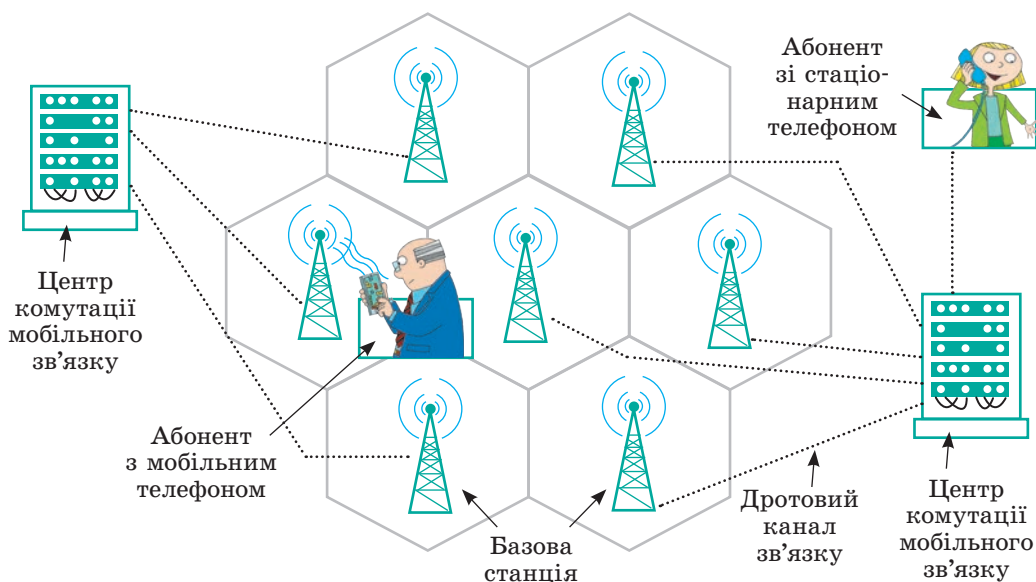 Абонент
зі стаціо-
нарним
телефоном
Центр
комутації
мобільного
зв'язку
Абонент
з мобільним
телефоном
Базова
станція
Дротовий
канал
зв'язку
Центр
комутації
мобільного
зв'язку